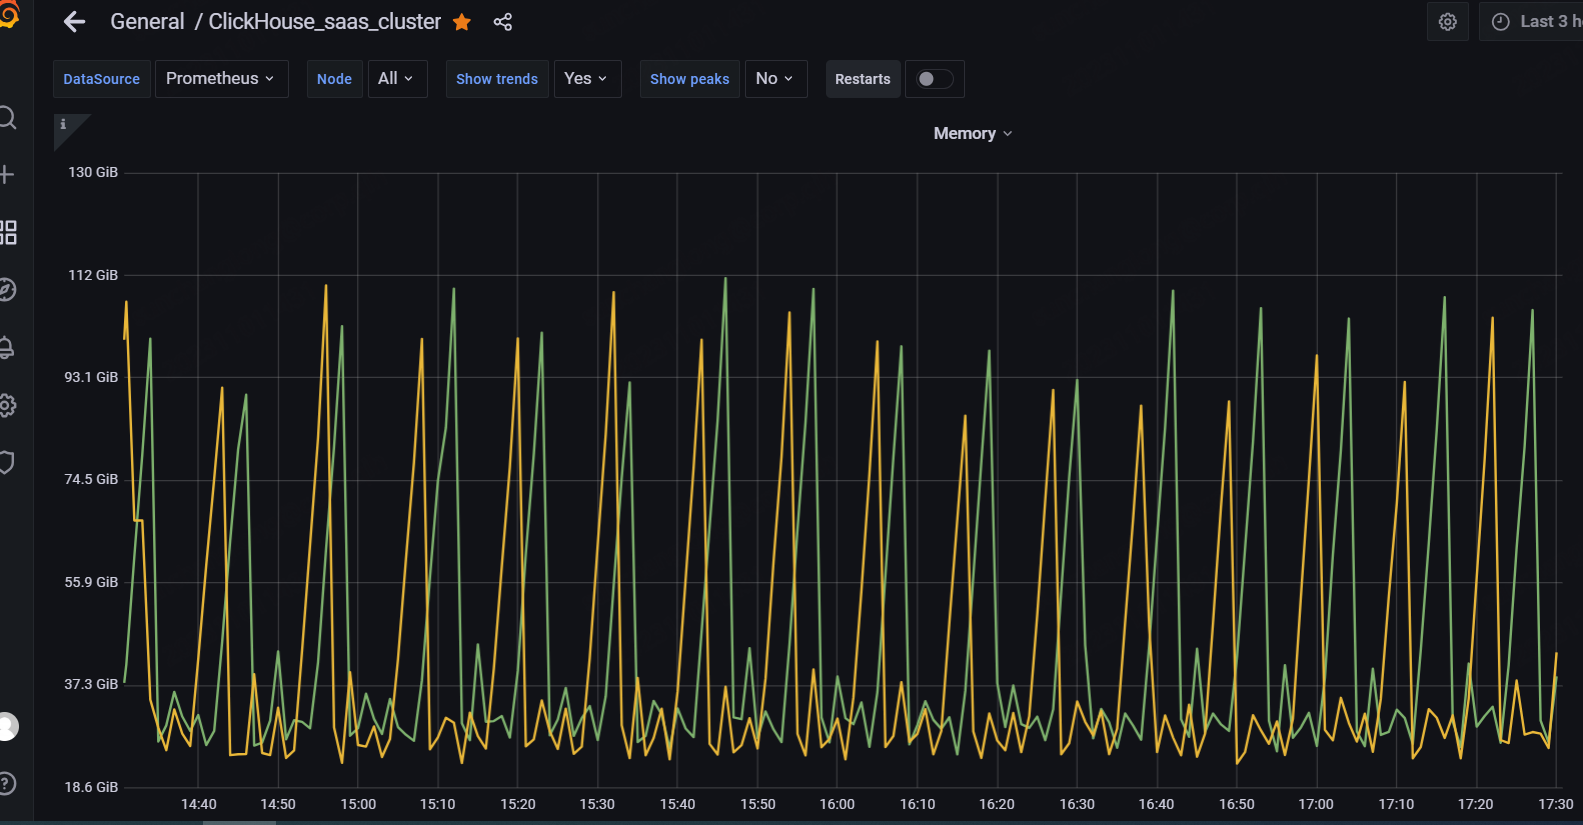 General / ClickHouse_saas_cluster
Last 3
DataSource Prometheus Node All Show trends Yes Show peaks No Restarts
i
Memory
130 GiB
112 GiB
93.1 GiB
74.5 GiB
55.9 GiB
37.3 GiB
18.6 GiB
14:40 14:50 15:00 15:10 15:20 15:30 15:40 15:50 16:00 16:10 16:20 16:30 16:40 16:50 17:00 17:10 17:20 17:30